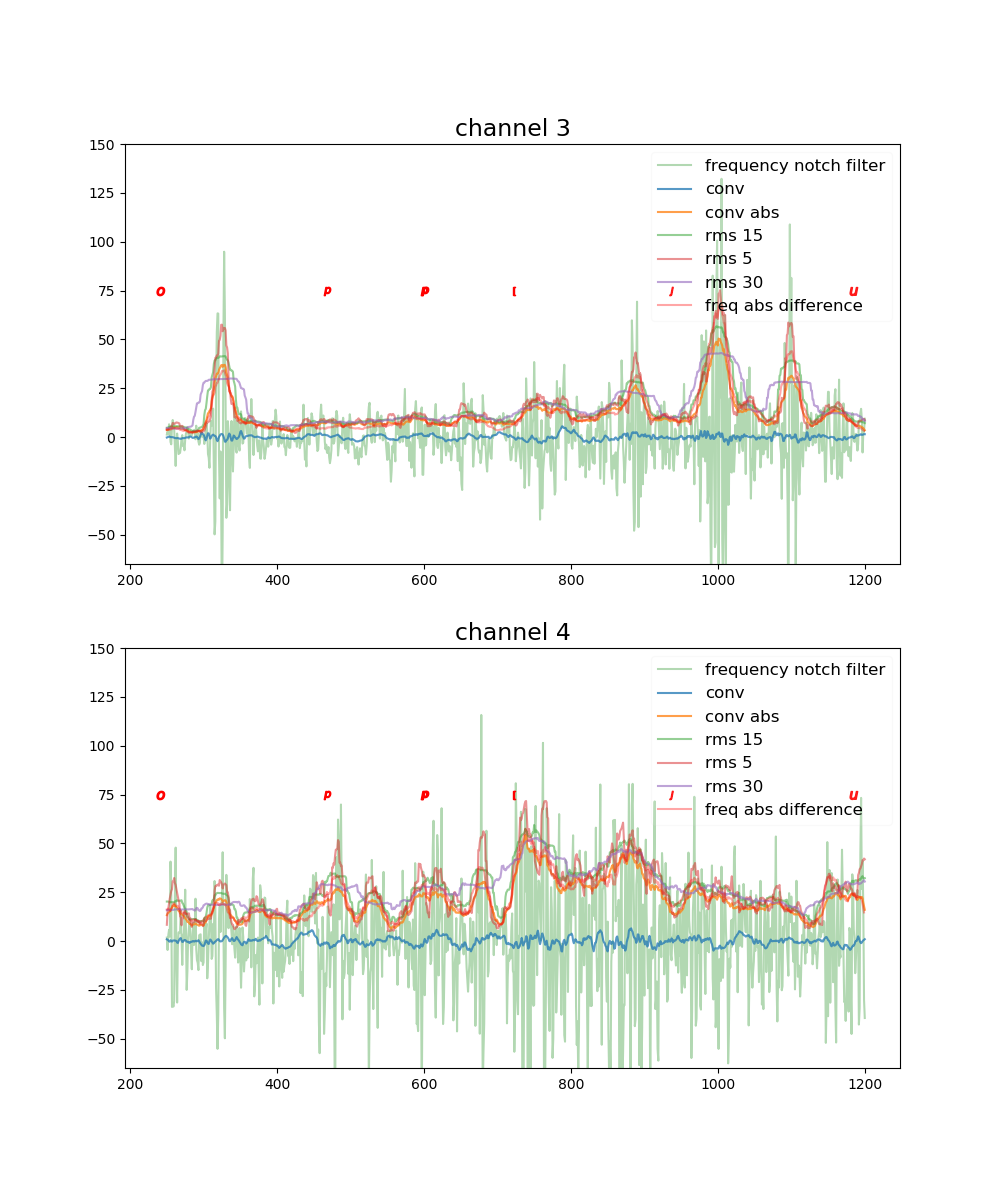 channel 3
150
125
100
75
50
25
0
−25
−50
frequency notch filter
conv
conv abs
rms 15
rms 5
rms 30
freq abs difference
o P P [ J u
200 400 600 800 1000 1200
channel 4
150
125
100
75
50
25
0
−25
−50
frequency notch filter
conv
conv abs
rms 15
rms 5
rms 30
freq abs difference
o P P [ J u
200 400 600 800 1000 1200